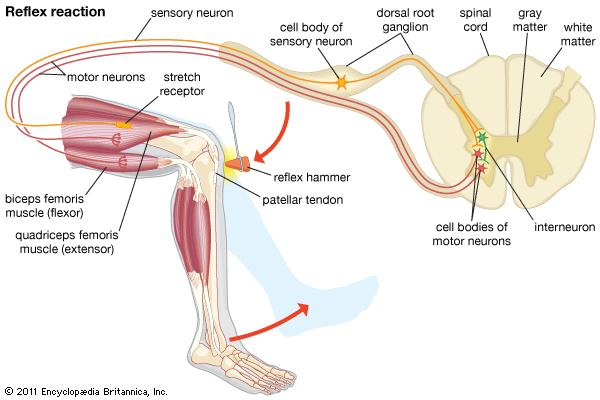 Reflex reaction
sensory neuron
cell body of
sensory neuron
dorsal root
ganglion
spinal
cord
gray
matter
white
matter
motor neurons
stretch
receptor
reflex hammer
patellar tendon
biceps femoris
muscle (flexor)
quadriceps femoris
muscle (extensor)
cell bodies of
motor neurons
interneuron
© 2011 Encyclopædia Britannica, Inc.